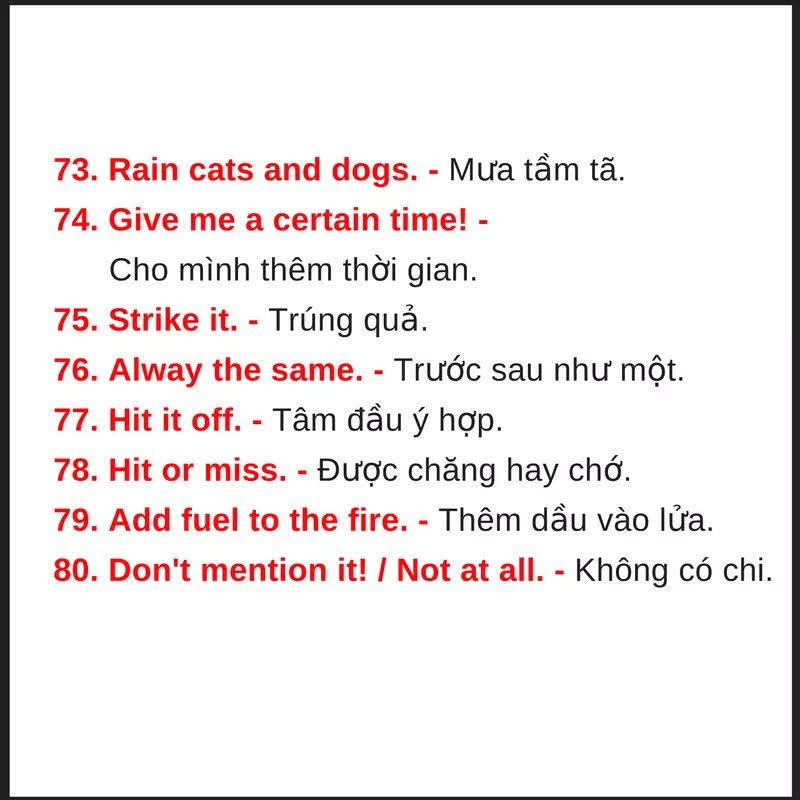 73. Rain cats and dogs. - Mưa tầm tã.
74. Give me a certain time! -
Cho mình thêm thời gian.
75. Strike it. - Trúng quả.
76. Alway the same. - Trước sau như một.
77. Hit it off. - Tâm đầu ý hợp.
78. Hit or miss. - Được chăng hay chớ.
79. Add fuel to the fire. - Thêm dầu vào lửa.
80. Don't mention it! / Not at all. - Không có chi.